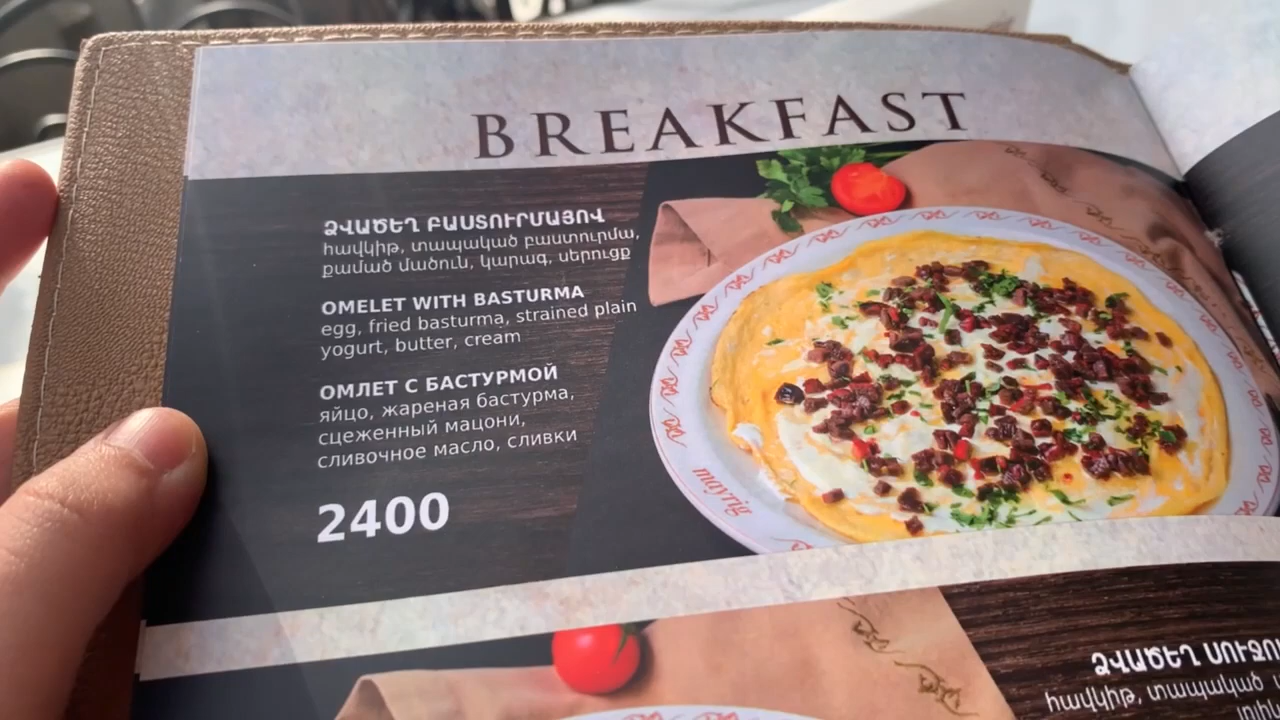 BREAKFAST
ՁՎԱԾԵՂ ԲԱՍՏՈՒՐՄԱՅՈՎ
հավկիթ, տապակած բաստուրմա,
քամած մածուն, կարագ, սերուցք
OMELET WITH BASTURMA
egg, fried basturma, strained plain
yogurt, butter, cream
ОМЛЕТ С БАСТУРМОЙ
яйцо, жареная бастурма,
сцеженный мацони,
сливочное масло, сливки
2400
ՁՎԱԾԵՂ
հավկիթ, տապակած